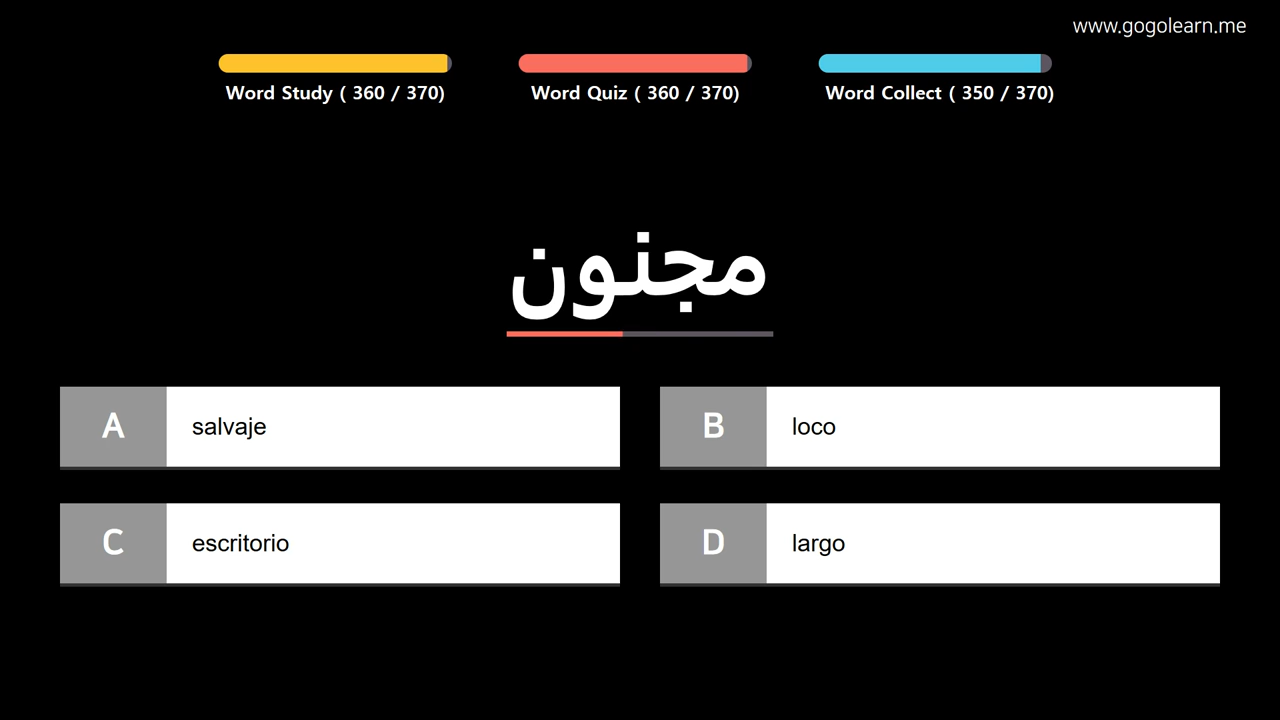 www.gogolearn.me
Word Study ( 360 / 370)
Word Quiz ( 360 / 370)
Word Collect ( 350 / 370)
مجنون
A salvaje
B loco
C escritorio
D largo